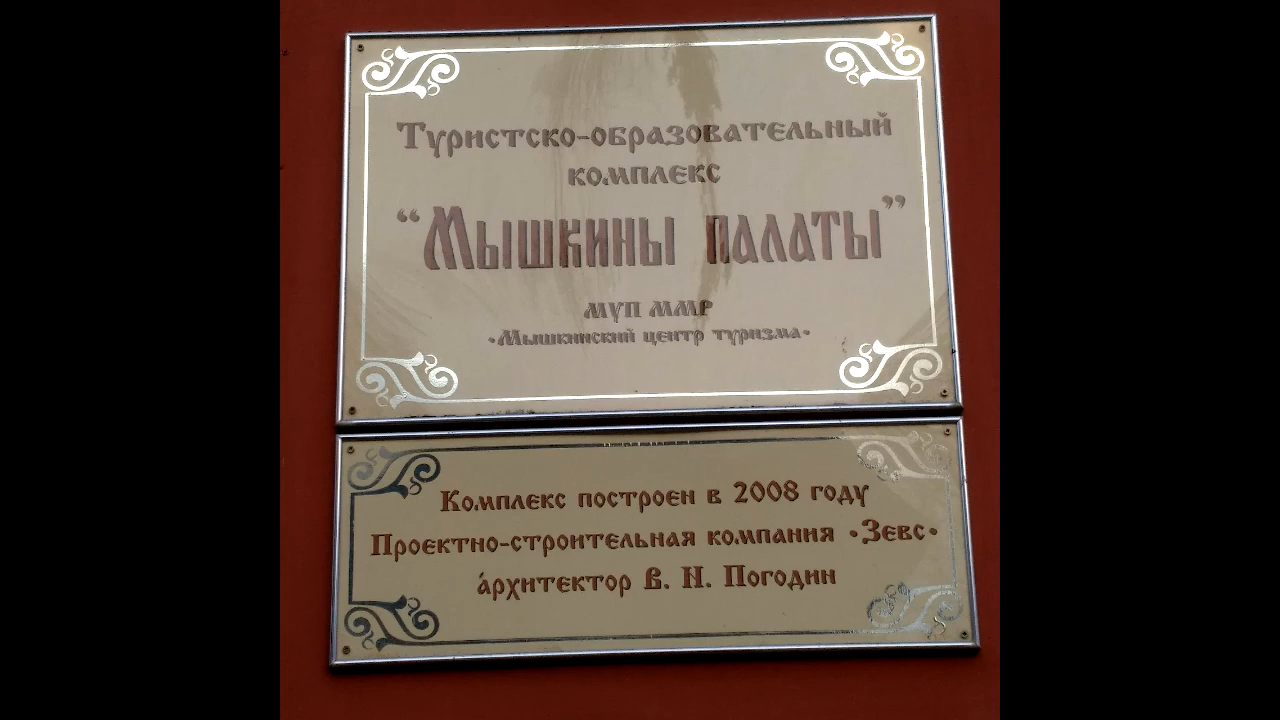 Туристско-образовательный
комплекс
“Мышкины палаты”
МУП ММР
•Мышкинский центр туризма•
Комплекс построен в 2008 году
Проектно-строительная компания •Зевс•
архитектор В. Н. Погодин